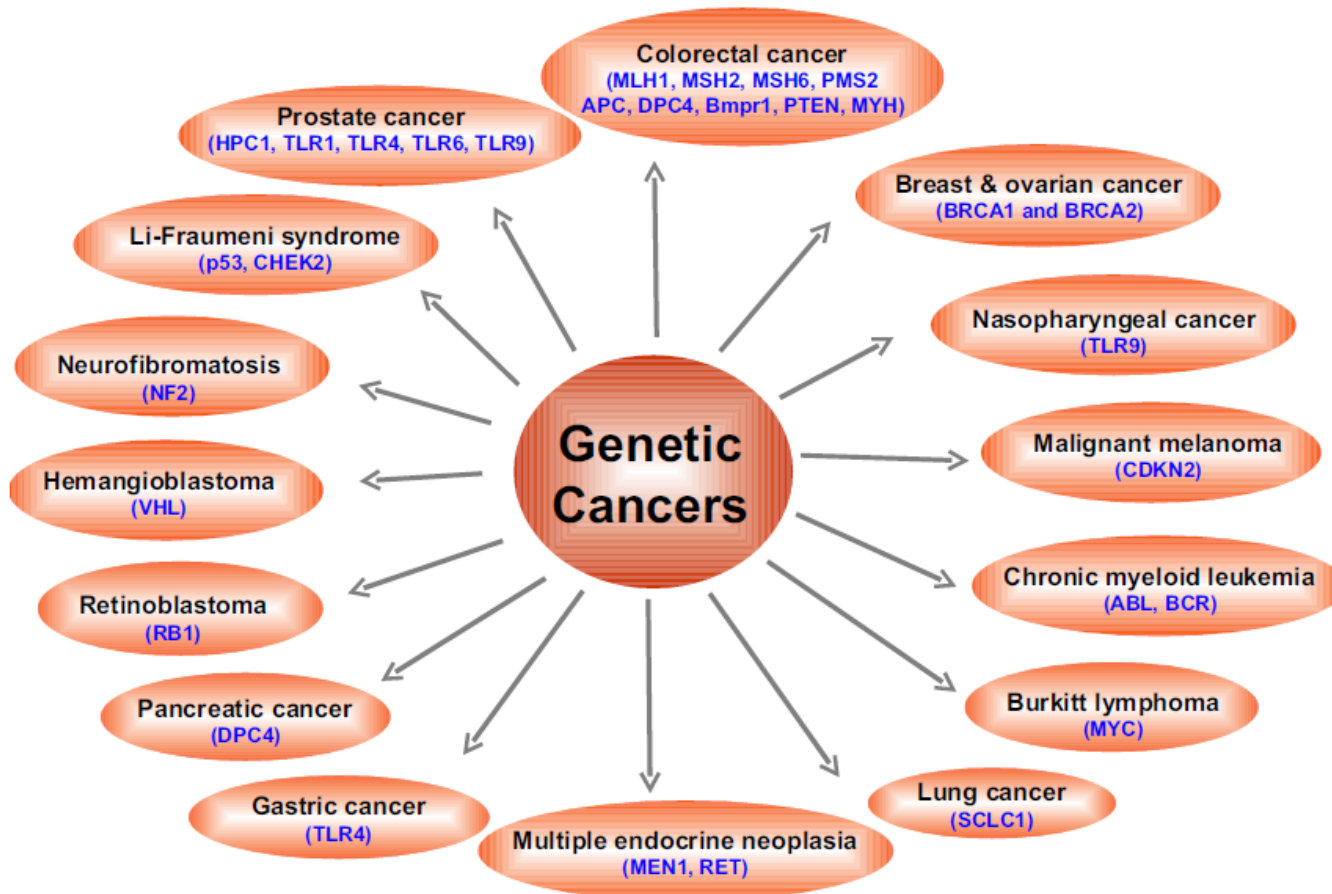 Colorectal cancer
(MLH1, MSH2, MSH6, PMS2
APC, DPC4, Bmpr1, PTEN, MYH)
Prostate cancer
(HPC1, TLR1, TLR4, TLR6, TLR9)
Breast & ovarian cancer
(BRCA1 and BRCA2)
Li-Fraumeni syndrome
(p53, CHEK2)
Nasopharyngeal cancer
(TLR9)
Neurofibromatosis
(NF2)
Genetic
Cancers
Malignant melanoma
(CDKN2)
Hemangioblastoma
(VHL)
Chronic myeloid leukemia
(ABL, BCR)
Retinoblastoma
(RB1)
Burkitt lymphoma
(MYC)
Pancreatic cancer
(DPC4)
Lung cancer
(SCLC1)
Gastric cancer
(TLR4)
Multiple endocrine neoplasia
(MEN1, RET)